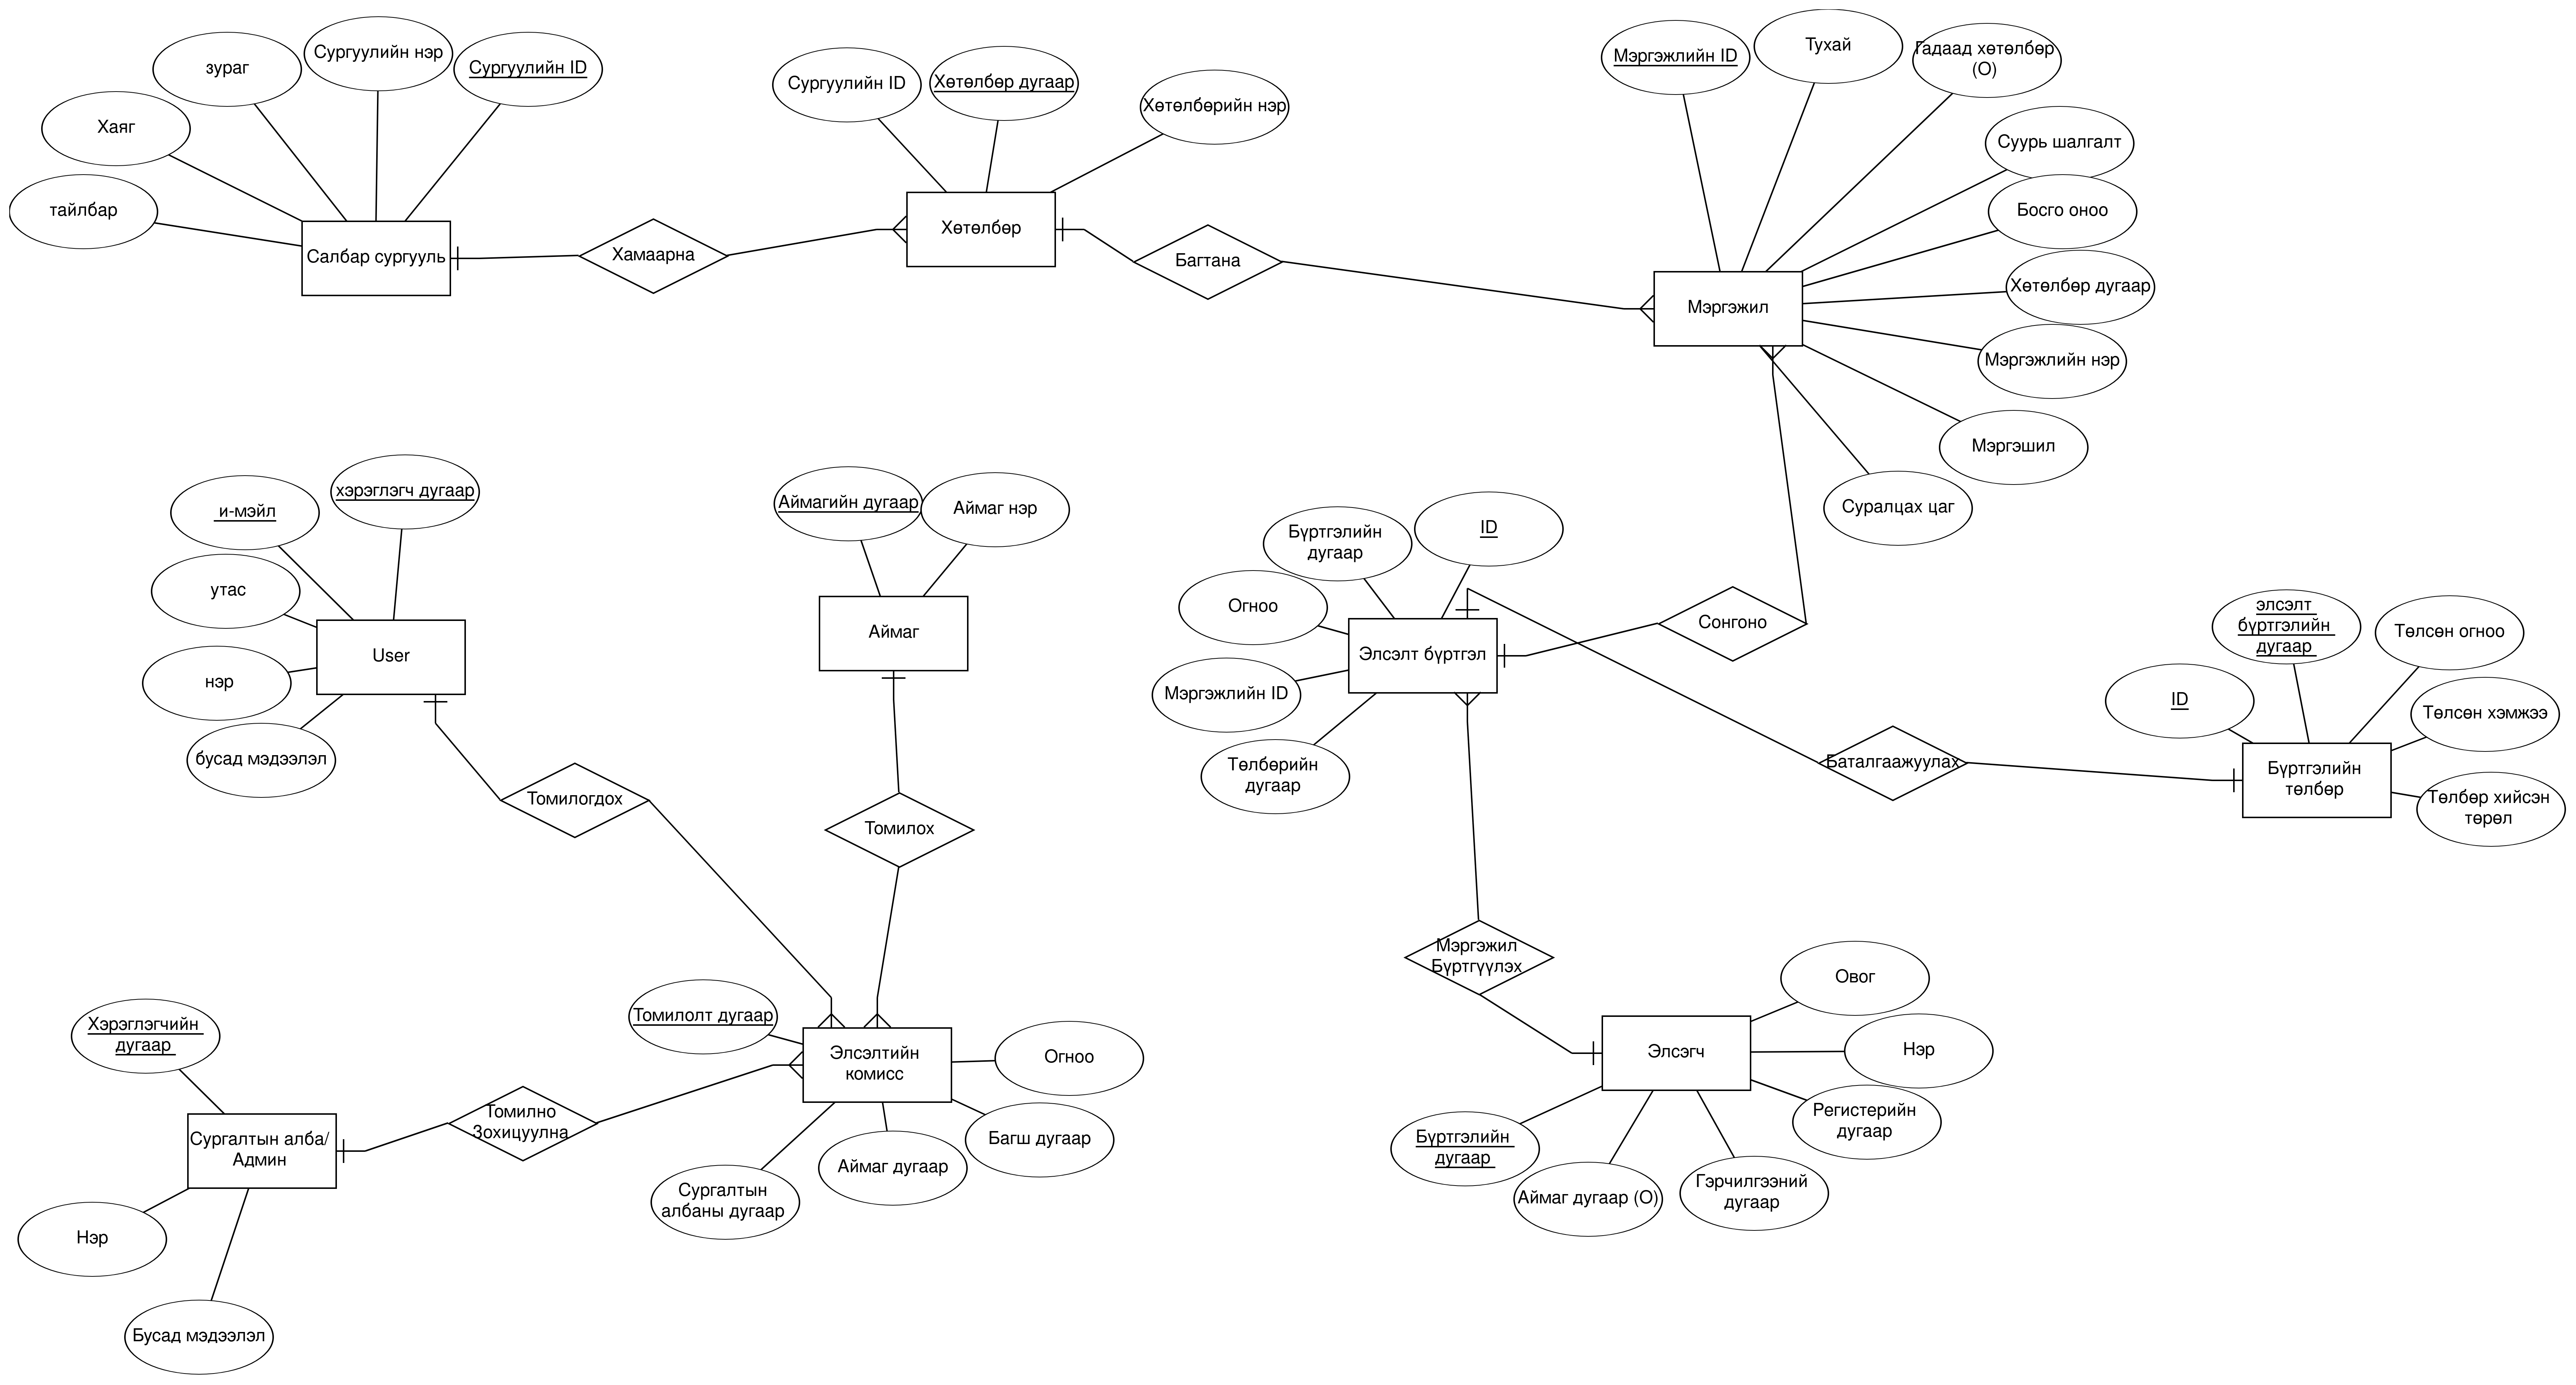 Сургуулийн нэр
Сургуулийн ID
зураг
Хаяг
тайлбар
Салбар сургууль
Хамаарна
Сургуулийн ID
Хөтөлбөр дугаар
Хөтөлбөрийн нэр
Хөтөлбөр
Багтана
Мэргэжлийн ID
Тухай
Гадаад хөтөлбөр
(О)
Суурь шалгалт
Босго оноо
Хөтөлбөр дугаар
Мэргэжлийн нэр
Мэргэшил
Суралцах цаг
Мэргэжил
и-мэйл
хэрэглэгч дугаар
утас
нэр
бусад мэдээлэл
User
Томилогдох
Аймагийн дугаар
Аймаг нэр
Аймаг
Томилох
Бүртгэлийн
дугаар
ID
Огноо
Мэргэжлийн ID
Төлбөрийн
дугаар
Элсэлт бүртгэл
Сонгоно
Баталгаажуулах
элсэлт
бүртгэлийн
дугаар
Төлсөн огноо
ID
Төлсөн хэмжээ
Төлбөр хийсэн
төрөл
Бүртгэлийн
төлбөр
Мэргэжил
Бүртгүүлэх
Хэрэглэгчийн
дугаар
Сургалтын алба/
Админ
Нэр
Бусад мэдээлэл
Томилно
Зохицуулна
Томилолт дугаар
Элсэлтийн
комисс
Огноо
Багш дугаар
Аймаг дугаар
Сургалтын
албаны дугаар
Овог
Нэр
Регистерийн
дугаар
Элсэгч
Бүртгэлийн
дугаар
Аймаг дугаар (О)
Гэрчилгээний
дугаар